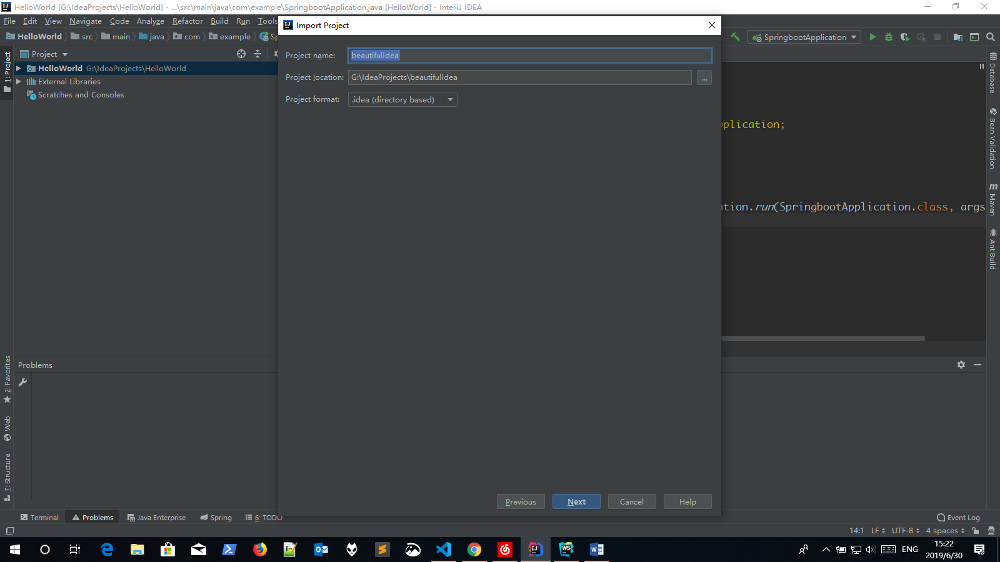 HelloWorld [G:\IdeaProjects\HelloWorld] - ...\src\main\java\com\example\SpringbootApplication.java [HelloWorld] - IntelliJ IDEA
File Edit View Navigate Code Analyze Refactor Build Run Tools
Import Project
HelloWorld src main java com example Sp
SpringbootApplication
Project
HelloWorld G:\IdeaProjects\HelloWorld
External Libraries
Scratches and Consoles
Project name: beautifulIdea
Project location: G:\IdeaProjects\beautifulIdea ...
Project format: .idea (directory based)
pplication;
ation.run(SpringbootApplication.class, args
1: Project
2: Favorites
Web
7: Structure
Database
Bean Validation
Maven
Ant Build
Problems
Previous Next Cancel Help
Terminal Problems Java Enterprise Spring 6: TODO
Event Log
14:1 LF UTF-8 4 spaces
ENG
15:22
2019/6/30